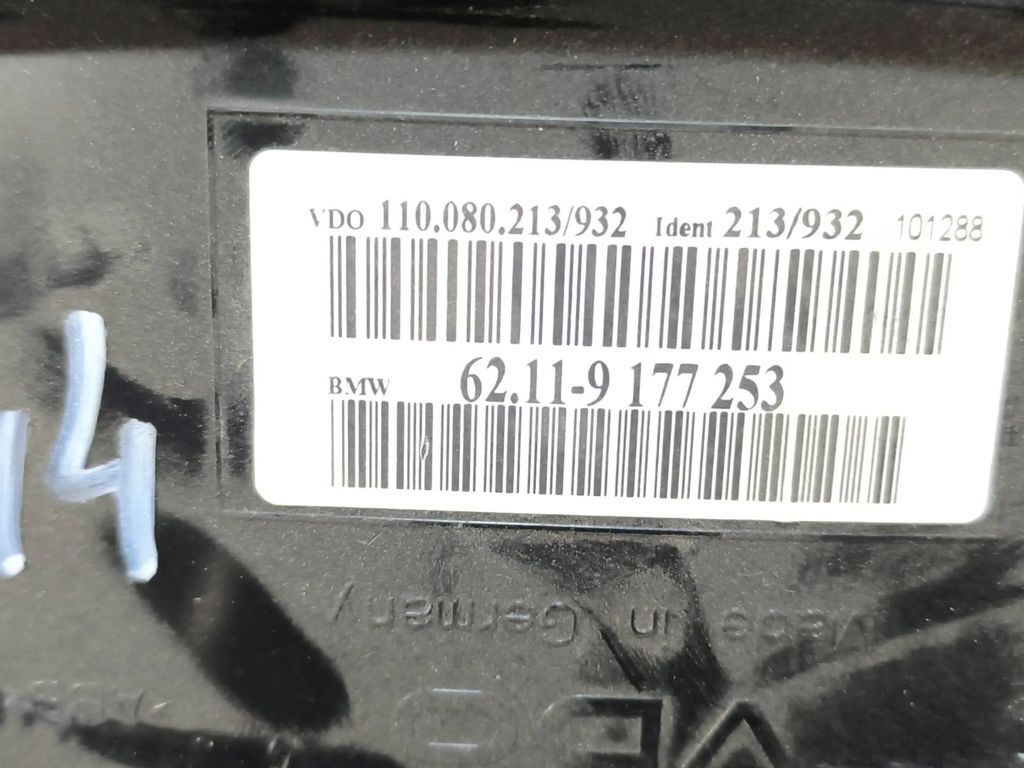 VDO 110.080.213/932 Ident 213/932 101288
BMW 62.11-9 177 253
14
Made in Germany
VDO